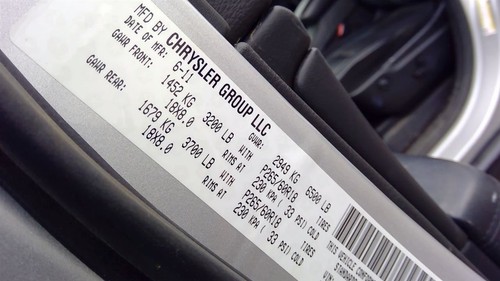 MFD BY CHRYSLER GROUP LLC
DATE OF MFR: 6-11 GVWR: 2949 KG 6500 LB
GAWR FRONT: 1452 KG 3200 LB WITH P265/60R18 TIRES
18X8.0 RIMS AT 230 KPA ( 33 PSI) COLD
GAWR REAR: 1679 KG 3700 LB WITH P265/60R18 TIRES
18X8.0 RIMS AT 230 KPA ( 33 PSI) COLD
THIS VEHICLE
VIN: